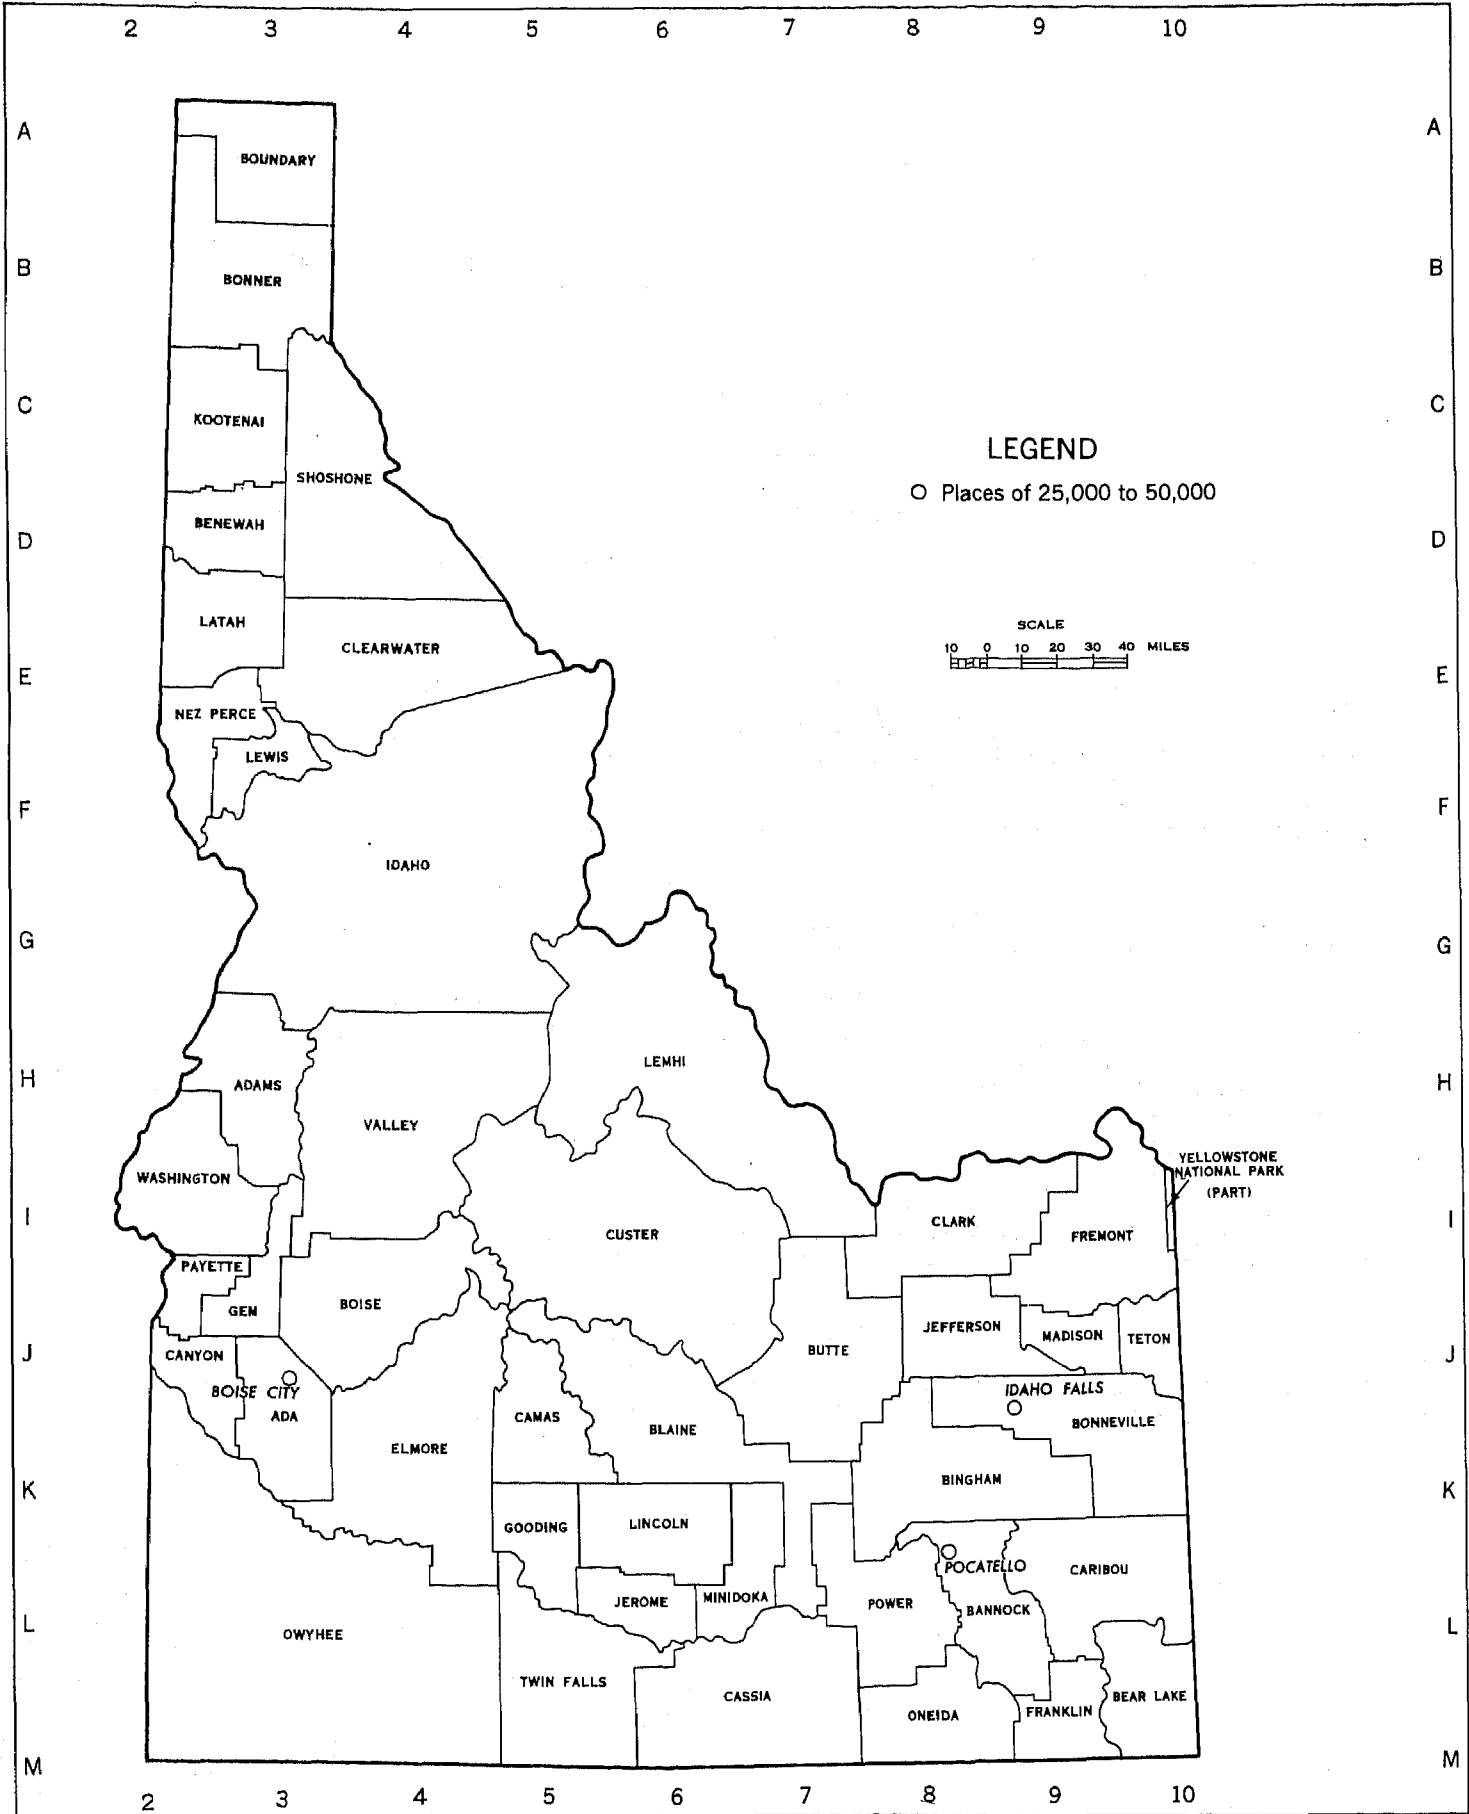 2 3 4 5 6 7 8 9 10
A A
BOUNDARY
B B
BONNER
C C
KOOTENAI
LEGEND
SHOSHONE
Places of 25,000 to 50,000
BENEWAH
D D
LATAH
SCALE
CLEARWATER
10 0 10 20 30 40 MILES
E E
NEZ PERCE
LEWIS
F F
IDAHO
G G
LEMHI
H H
ADAMS
VALLEY
YELLOWSTONE
NATIONAL PARK
(PART)
WASHINGTON
I I
CLARK
CUSTER
FREMONT
PAYETTE
BOISE
GEM
JEFFERSON
MADISON
TETON
J J
CANYON
BUTTE
BOISE CITY
IDAHO FALLS
ADA
CAMAS
BLAINE
BONNEVILLE
ELMORE
BINGHAM
K K
GOODING
LINCOLN
POCATELLO
CARIBOU
JEROME
MINIDOKA
POWER
BANNOCK
L L
OWYHEE
TWIN FALLS
CASSIA
BEAR LAKE
ONEIDA
FRANKLIN
M M
2 3 4 5 6 7 8 9 10